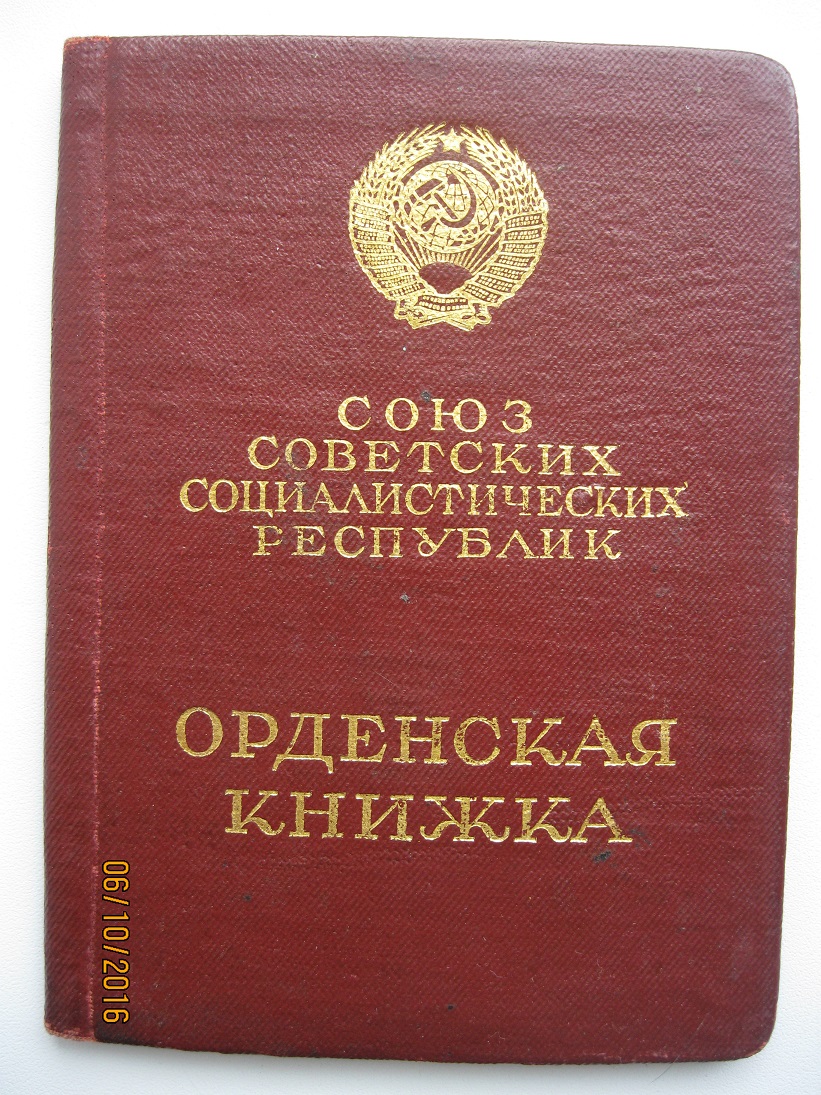 СОЮЗ
СОВЕТСКИХ
СОЦИАЛИСТИЧЕСКИХ
РЕСПУБЛИК
ОРДЕНСКАЯ
КНИЖКА
06/10/2016